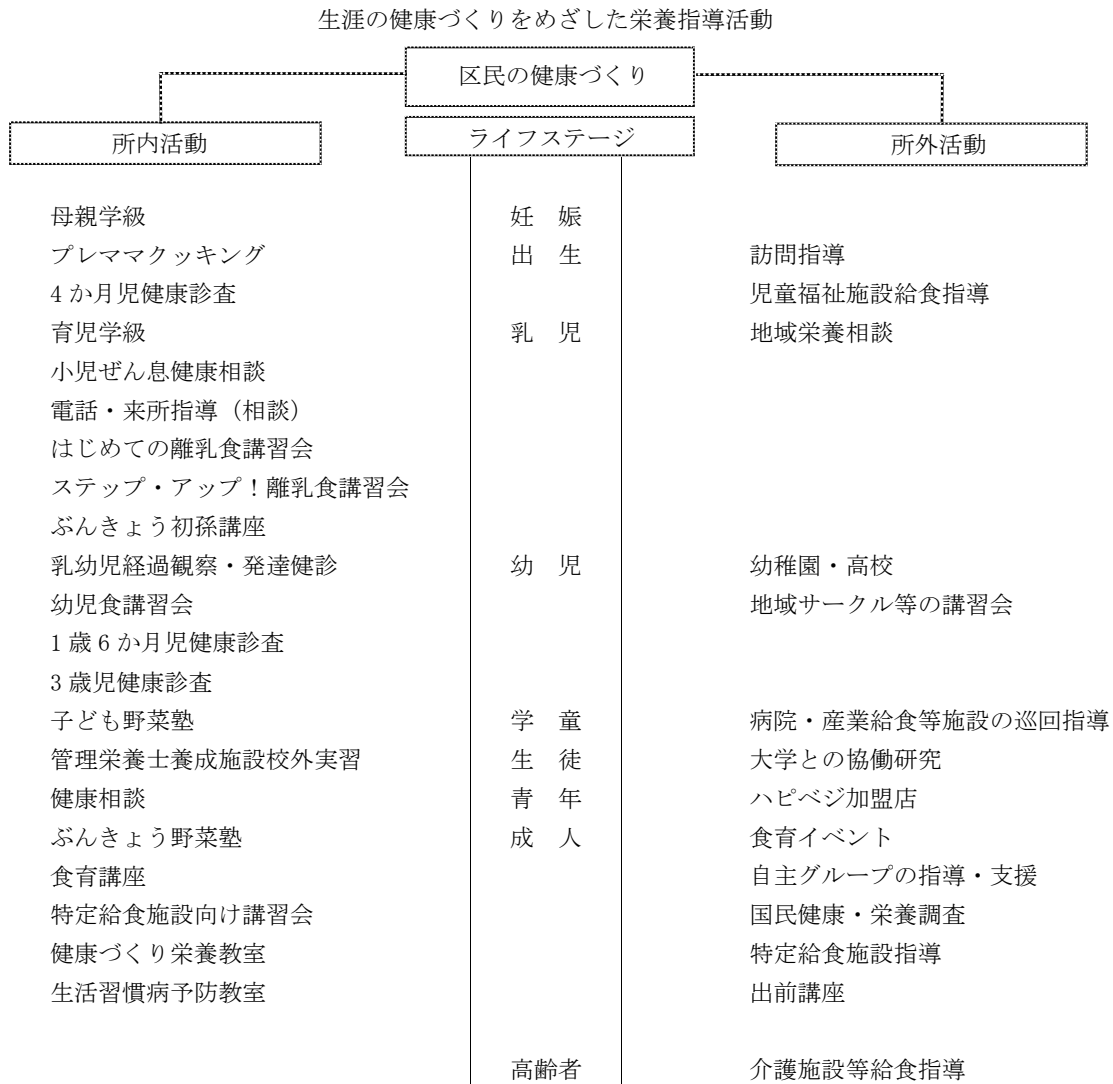 生涯の健康づくりをめざした栄養指導活動
区民の健康づくり
所内活動
ライフステージ
所外活動
母親学級
妊 娠
プレママクッキング
出 生
訪問指導
4か月児健康診査
児童福祉施設給食指導
育児学級
乳 児
地域栄養相談
小児ぜん息健康相談
電話・来所指導（相談）
はじめての離乳食講習会
ステップ・アップ！離乳食講習会
ぶんきょう初孫講座
乳幼児経過観察・発達健診
幼 児
幼稚園・高校
幼児食講習会
地域サークル等の講習会
1歳6か月児健康診査
3歳児健康診査
子ども野菜塾
学 童
病院・産業給食等施設の巡回指導
管理栄養士養成施設校外実習
生 徒
大学との協働研究
健康相談
青 年
ハピベジ加盟店
ぶんきょう野菜塾
成 人
食育イベント
食育講座
自主グループの指導・支援
特定給食施設向け講習会
国民健康・栄養調査
健康づくり栄養教室
特定給食施設指導
生活習慣病予防教室
出前講座
高齢者
介護施設等給食指導